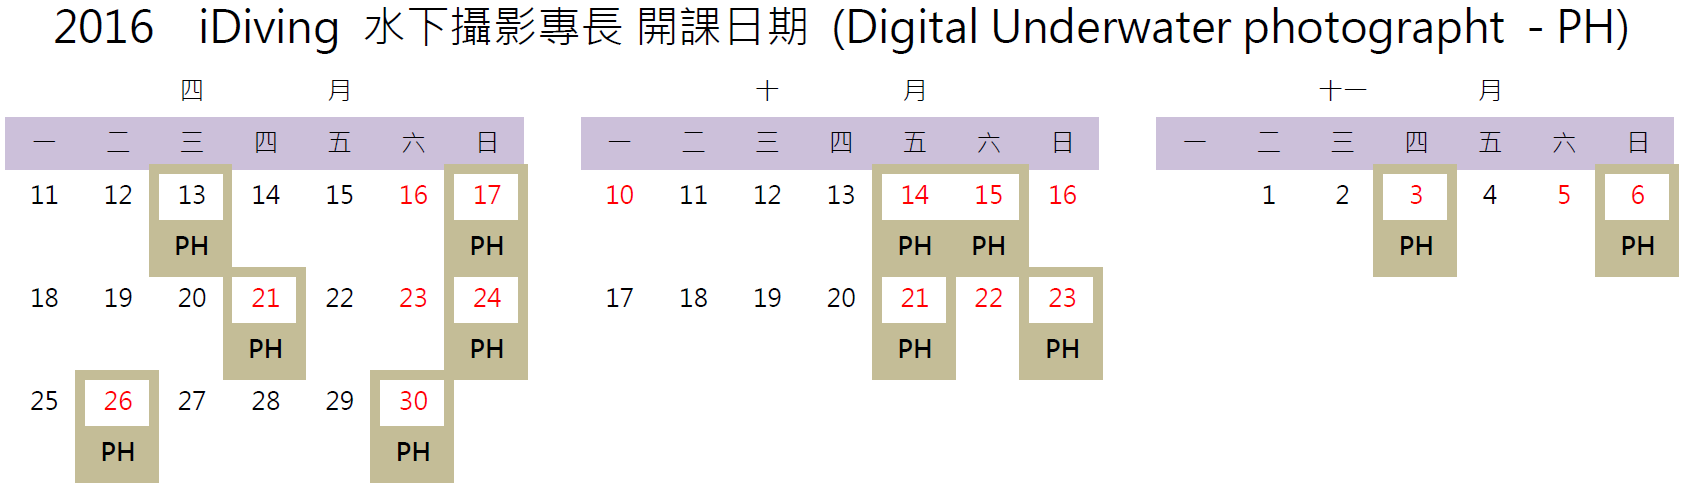 2016 iDiving 水下攝影專長 開課日期 (Digital Underwater photographt - PH)
四 月
一 二 三 四 五 六 日
11 12 13 14 15 16 17
PH PH
18 19 20 21 22 23 24
PH PH
25 26 27 28 29 30
PH PH
十 月
一 二 三 四 五 六 日
10 11 12 13 14 15 16
PH PH
17 18 19 20 21 22 23
PH PH
十一 月
一 二 三 四 五 六 日
1 2 3 4 5 6
PH PH